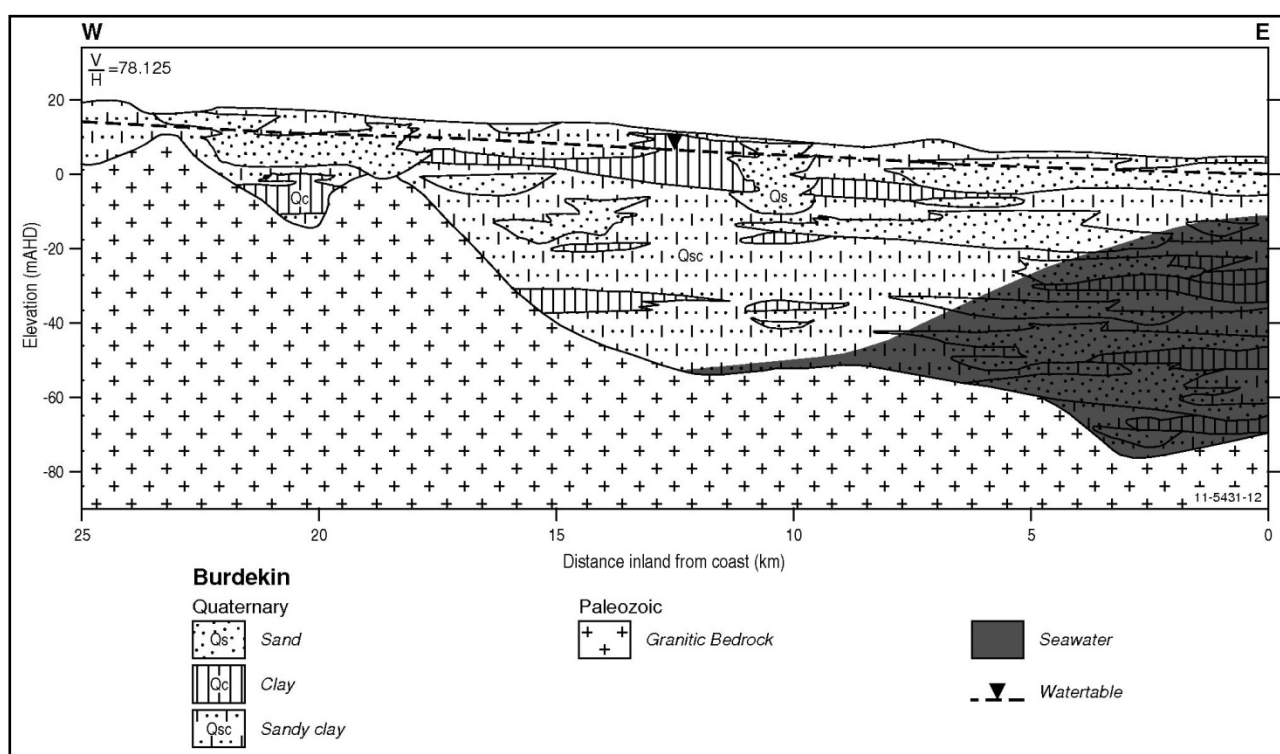 W E
V
H =78.125
20
0
-20
-40
-60
-80
Elevation (mAHD)
Qc
Qs
Qsc
11-5431-12
25 20 15 10 5 0
Distance inland from coast (km)
Burdekin
Quaternary
Paleozoic
Qs Sand
Granitic Bedrock
Seawater
Qc Clay
Watertable
Qsc Sandy clay